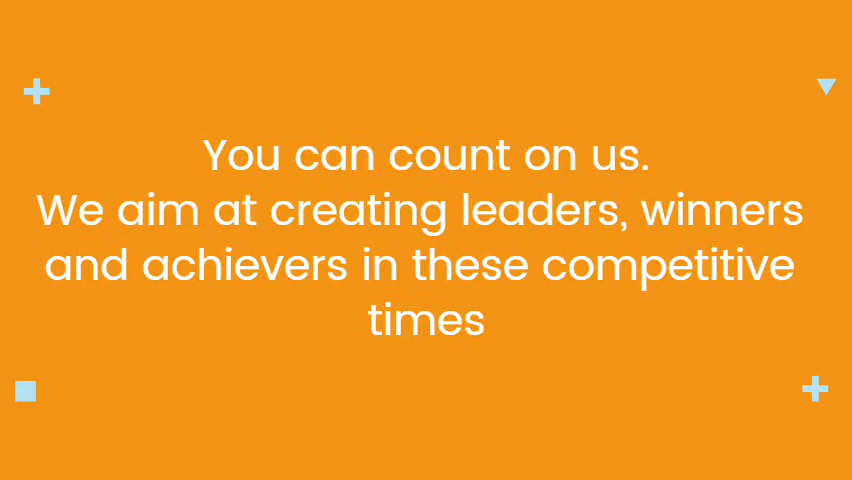 You can count on us.
We aim at creating leaders, winners
and achievers in these competitive
times